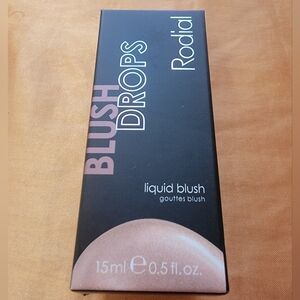 BLUSH
DROPS
Rodial
liquid blush
gouttes blush
15ml ℮ 0.5 fl.oz.